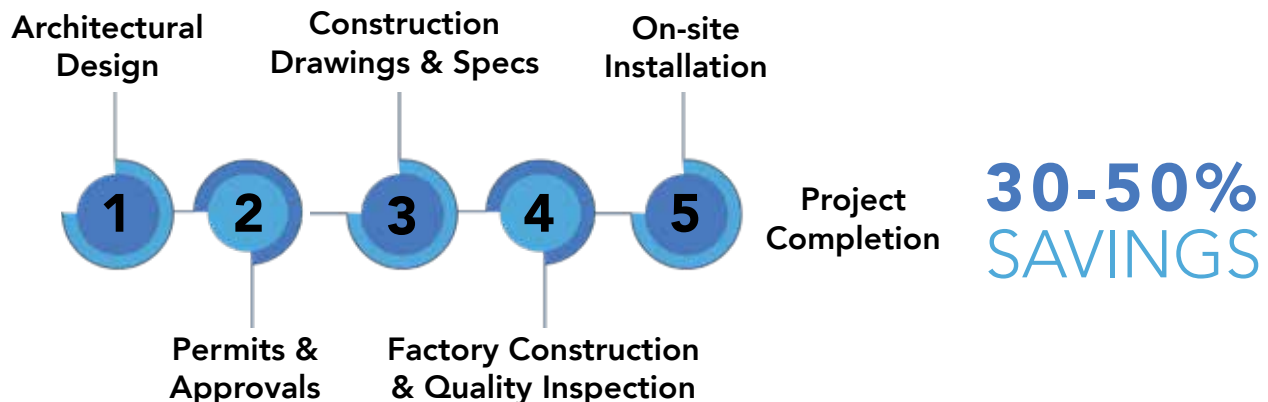 Architectural
Design
Construction
Drawings & Specs
On-site
Installation
1
2
3
4
5
Project
Completion
30-50%
SAVINGS
Permits &
Approvals
Factory Construction
& Quality Inspection